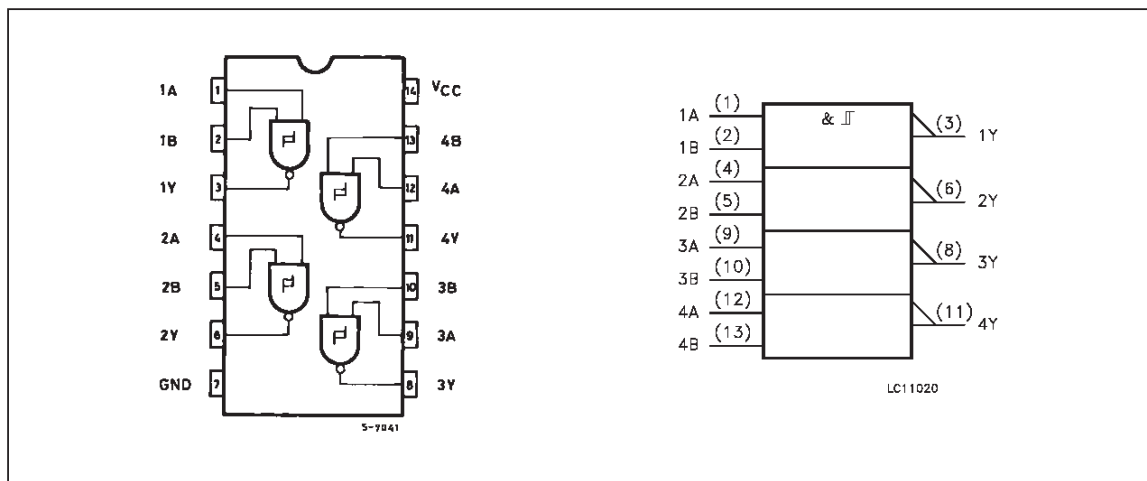 1A 1 14 VCC
1B 2 13 4B
1Y 3 12 4A
2A 4 11 4Y
2B 5 10 3B
2Y 6 9 3A
GND 7 8 3Y
S-7041
& 
1A (1) (3) 1Y
1B (2)
2A (4) (6) 2Y
2B (5)
3A (9) (8) 3Y
3B (10)
4A (12) (11) 4Y
4B (13)
LC11020